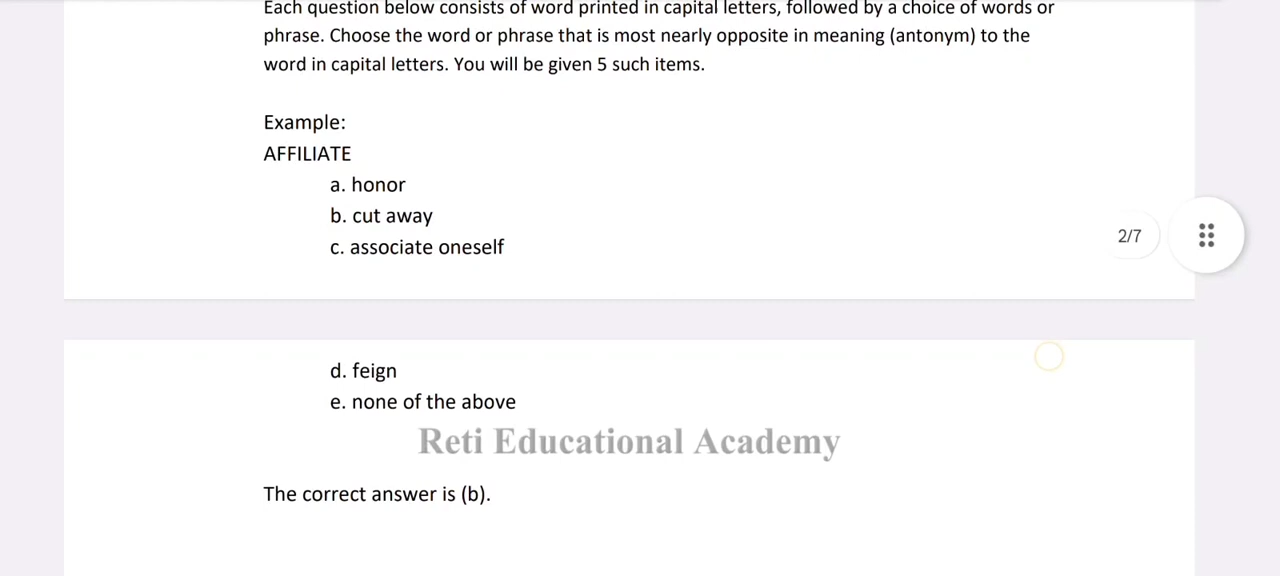 Each question below consists of word printed in capital letters, followed by a choice of words or
phrase. Choose the word or phrase that is most nearly opposite in meaning (antonym) to the
word in capital letters. You will be given 5 such items.
Example:
AFFILIATE
a. honor
b. cut away
c. associate oneself
2/7
d. feign
e. none of the above
Reti Educational Academy
The correct answer is (b).